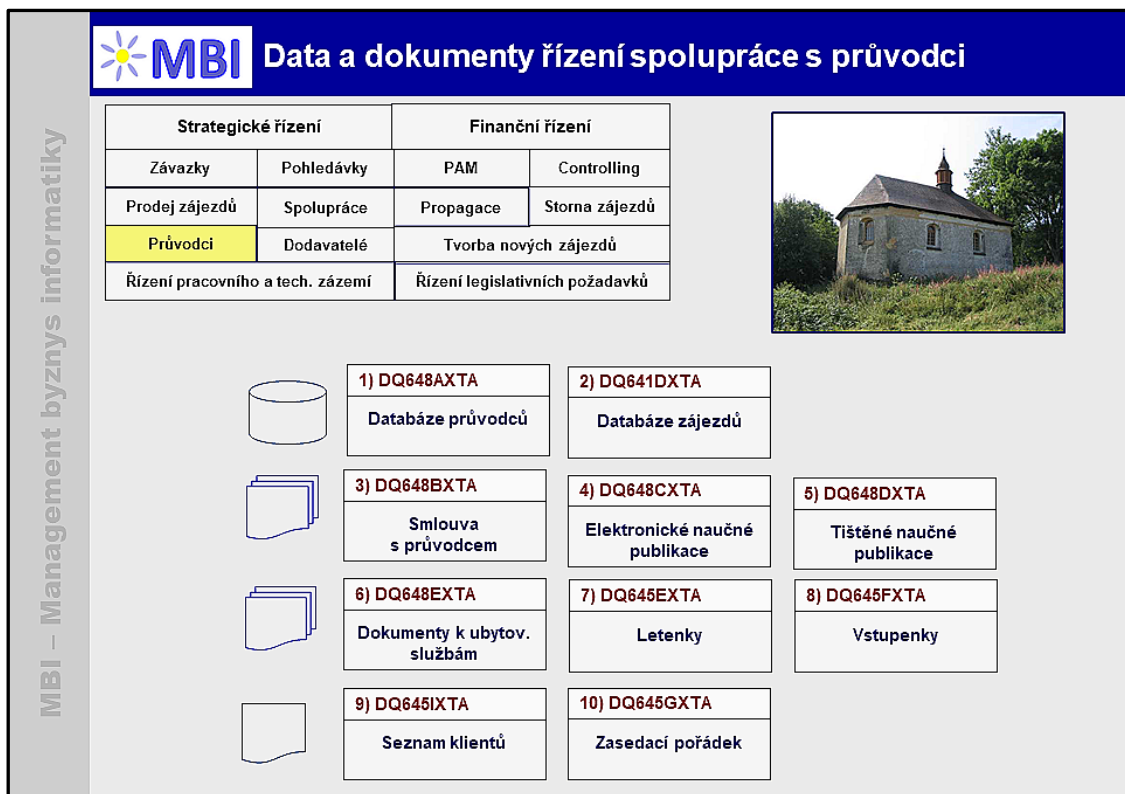 MBI
Data a dokumenty řízení spolupráce s průvodci
MBI – Management byznys informatiky
Strategické řízení
Finanční řízení
Závazky
Pohledávky
PAM
Controlling
Prodej zájezdů
Spolupráce
Propagace
Storna zájezdů
Průvodci
Dodavatelé
Tvorba nových zájezdů
Řízení pracovního a tech. zázemí
Řízení legislativních požadavků
1) DQ648AXTA
Databáze průvodců
2) DQ641DXTA
Databáze zájezdů
3) DQ648BXTA
Smlouva
s průvodcem
4) DQ648CXTA
Elektronické naučné
publikace
5) DQ648DXTA
Tištěné naučné
publikace
6) DQ648EXTA
Dokumenty k ubytov.
službám
7) DQ645EXTA
Letenky
8) DQ645FXTA
Vstupenky
9) DQ645IXTA
Seznam klientů
10) DQ645GXTA
Zasedací pořádek